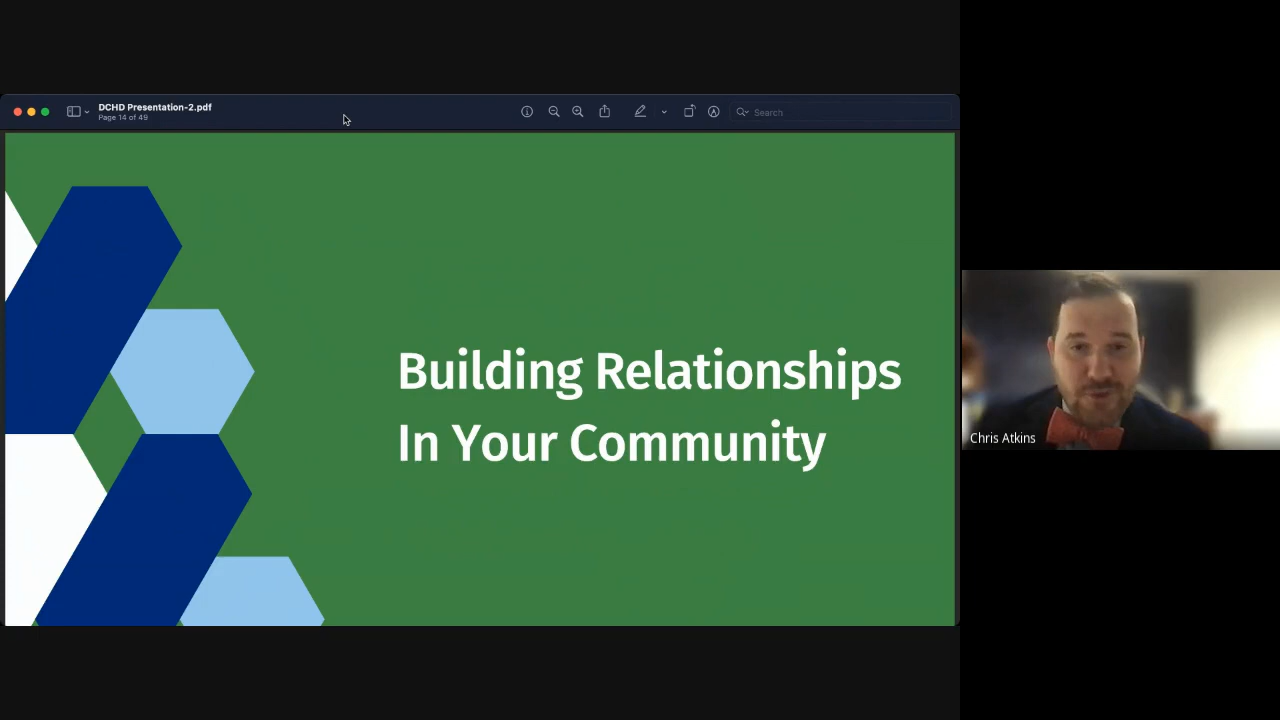 DCHD Presentation-2.pdf
Page 14 of 49
Search
Building Relationships
In Your Community
Chris Atkins